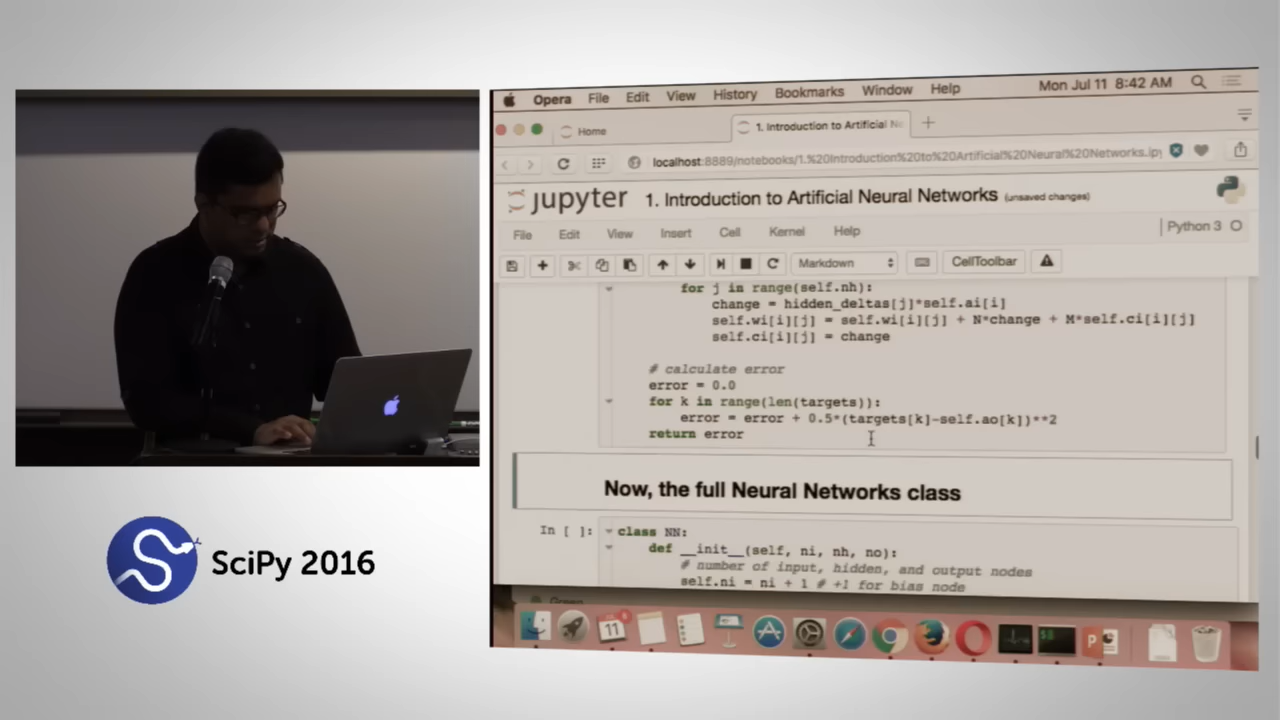 Opera File Edit View History Bookmarks Window Help Mon Jul 11 8:42 AM
Home 1. Introduction to Artificial Ne
localhost:8889/notebooks/1.%20Introduction%20to%20Artificial%20Neural%20Networks.ipy
jupyter 1. Introduction to Artificial Neural Networks (unsaved changes)
File Edit View Insert Cell Kernel Help Python 3
Markdown CellToolbar
for j in range(self.nh):
change = hidden_deltas[j]*self.ai[i]
self.wi[i][j] = self.wi[i][j] + N*change + M*self.ci[i][j]
self.ci[i][j] = change
# calculate error
error = 0.0
for k in range(len(targets)):
error = error + 0.5*(targets[k]-self.ao[k])**2
return error
Now, the full Neural Networks class
In [ ]: class NN:
def __init__(self, ni, nh, no):
# number of input, hidden, and output nodes
self.ni = ni + 1 # +1 for bias node
11
SciPy 2016